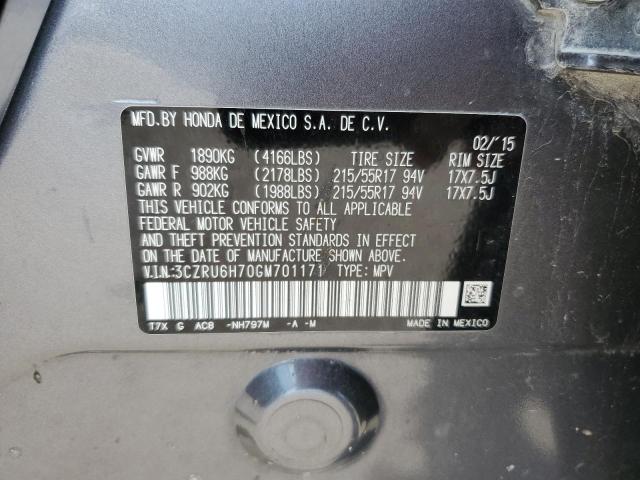 MFD.BY HONDA DE MEXICO S.A. DE C.V.
02/'15
GVWR 1890KG (4166LBS) TIRE SIZE RIM SIZE
GAWR F 988KG (2178LBS) 215/55R17 94V 17X7.5J
GAWR R 902KG (1988LBS) 215/55R17 94V 17X7.5J
THIS VEHICLE CONFORMS TO ALL APPLICABLE
FEDERAL MOTOR VEHICLE SAFETY
AND THEFT PREVENTION STANDARDS IN EFFECT
ON THE DATE OF MANUFACTURE SHOWN ABOVE.
V.I.N.:3CZRU6H70GM701171 TYPE: MPV
T7X G AC8 -NH797M -A -M
MADE IN MEXICO